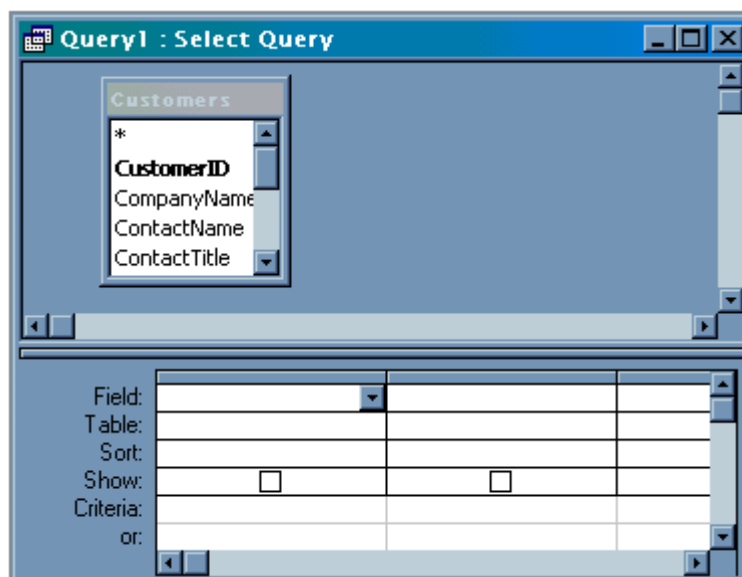 Query1 : Select Query
Customers
*
CustomerID
CompanyName
ContactName
ContactTitle
Field:
Table:
Sort:
Show:
Criteria:
or: